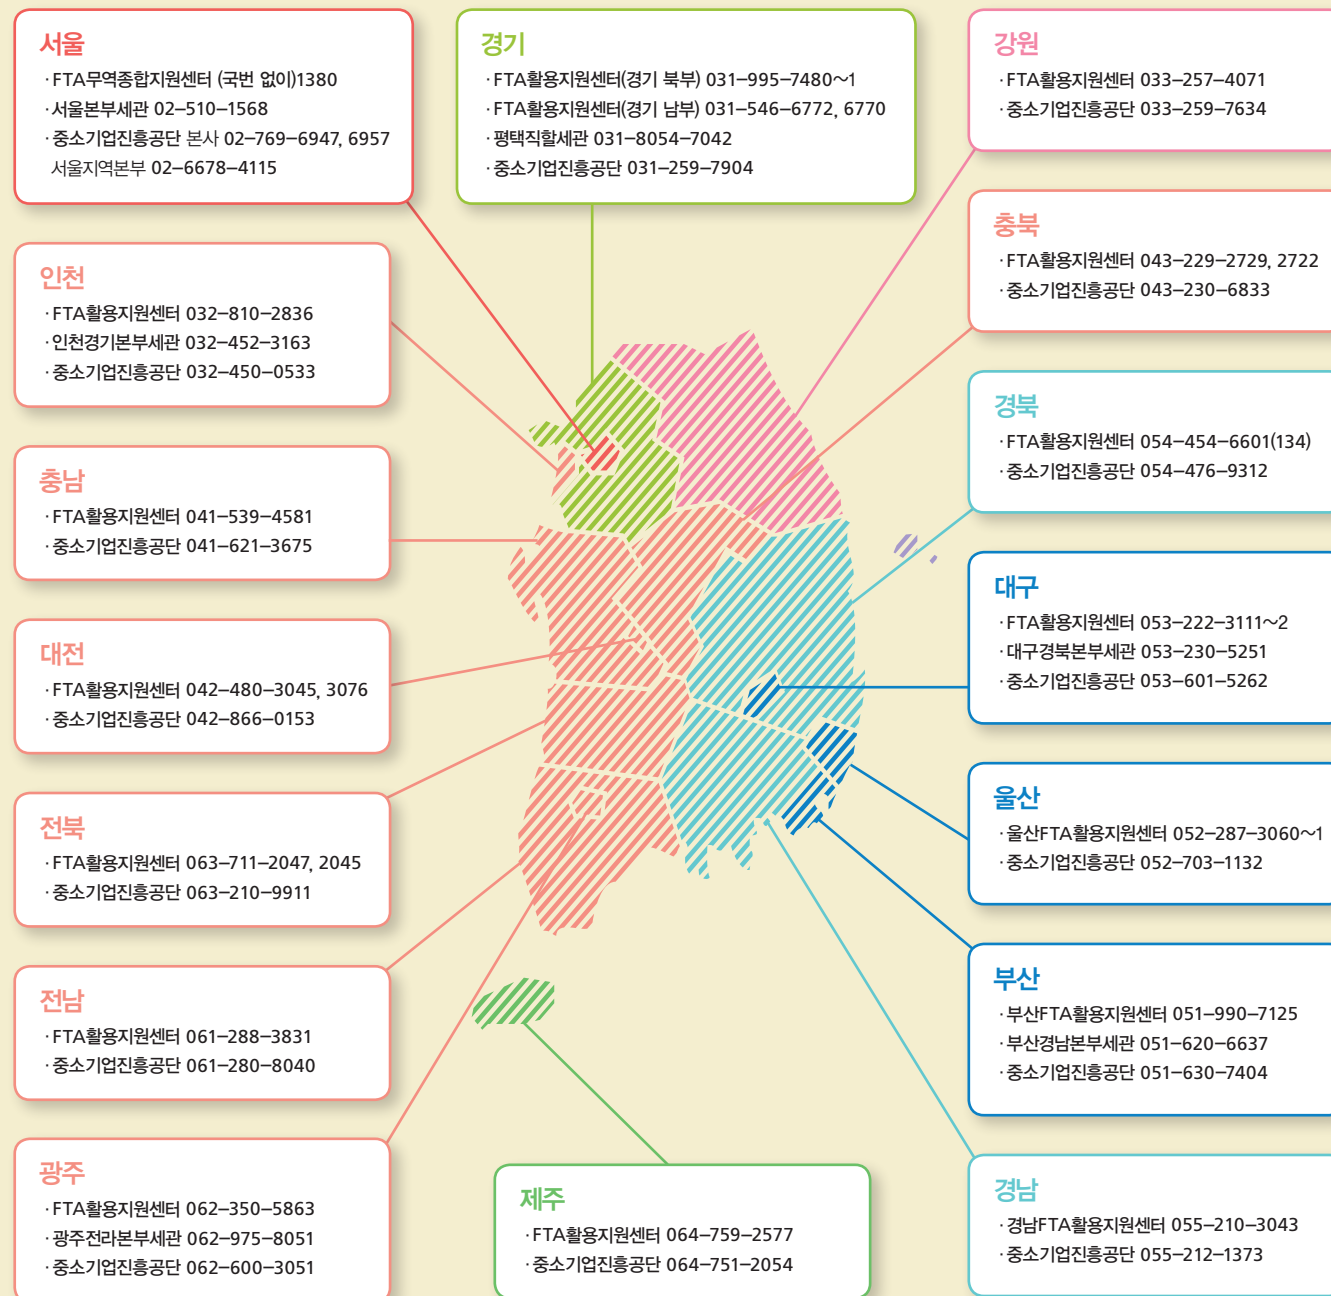 서울
·FTA무역종합지원센터 (국번 없이)1380
·서울본부세관 02–510–1568
·중소기업진흥공단 본사 02–769–6947, 6957
서울지역본부 02–6678–4115
경기
·FTA활용지원센터(경기 북부) 031–995–7480~1
·FTA활용지원센터(경기 남부) 031–546–6772, 6770
·평택직할세관 031–8054–7042
·중소기업진흥공단 031–259–7904
강원
·FTA활용지원센터 033–257–4071
·중소기업진흥공단 033–259–7634
인천
·FTA활용지원센터 032–810–2836
·인천경기본부세관 032–452–3163
·중소기업진흥공단 032–450–0533
충북
·FTA활용지원센터 043–229–2729, 2722
·중소기업진흥공단 043–230–6833
충남
·FTA활용지원센터 041–539–4581
·중소기업진흥공단 041–621–3675
경북
·FTA활용지원센터 054–454–6601(134)
·중소기업진흥공단 054–476–9312
대전
·FTA활용지원센터 042–480–3045, 3076
·중소기업진흥공단 042–866–0153
대구
·FTA활용지원센터 053–222–3111~2
·대구경북본부세관 053–230–5251
·중소기업진흥공단 053–601–5262
전북
·FTA활용지원센터 063–711–2047, 2045
·중소기업진흥공단 063–210–9911
울산
·울산FTA활용지원센터 052–287–3060~1
·중소기업진흥공단 052–703–1132
전남
·FTA활용지원센터 061–288–3831
·중소기업진흥공단 061–280–8040
부산
·부산FTA활용지원센터 051–990–7125
·부산경남본부세관 051–620–6637
·중소기업진흥공단 051–630–7404
광주
·FTA활용지원센터 062–350–5863
·광주전라본부세관 062–975–8051
·중소기업진흥공단 062–600–3051
제주
·FTA활용지원센터 064–759–2577
·중소기업진흥공단 064–751–2054
경남
·경남FTA활용지원센터 055–210–3043
·중소기업진흥공단 055–212–1373